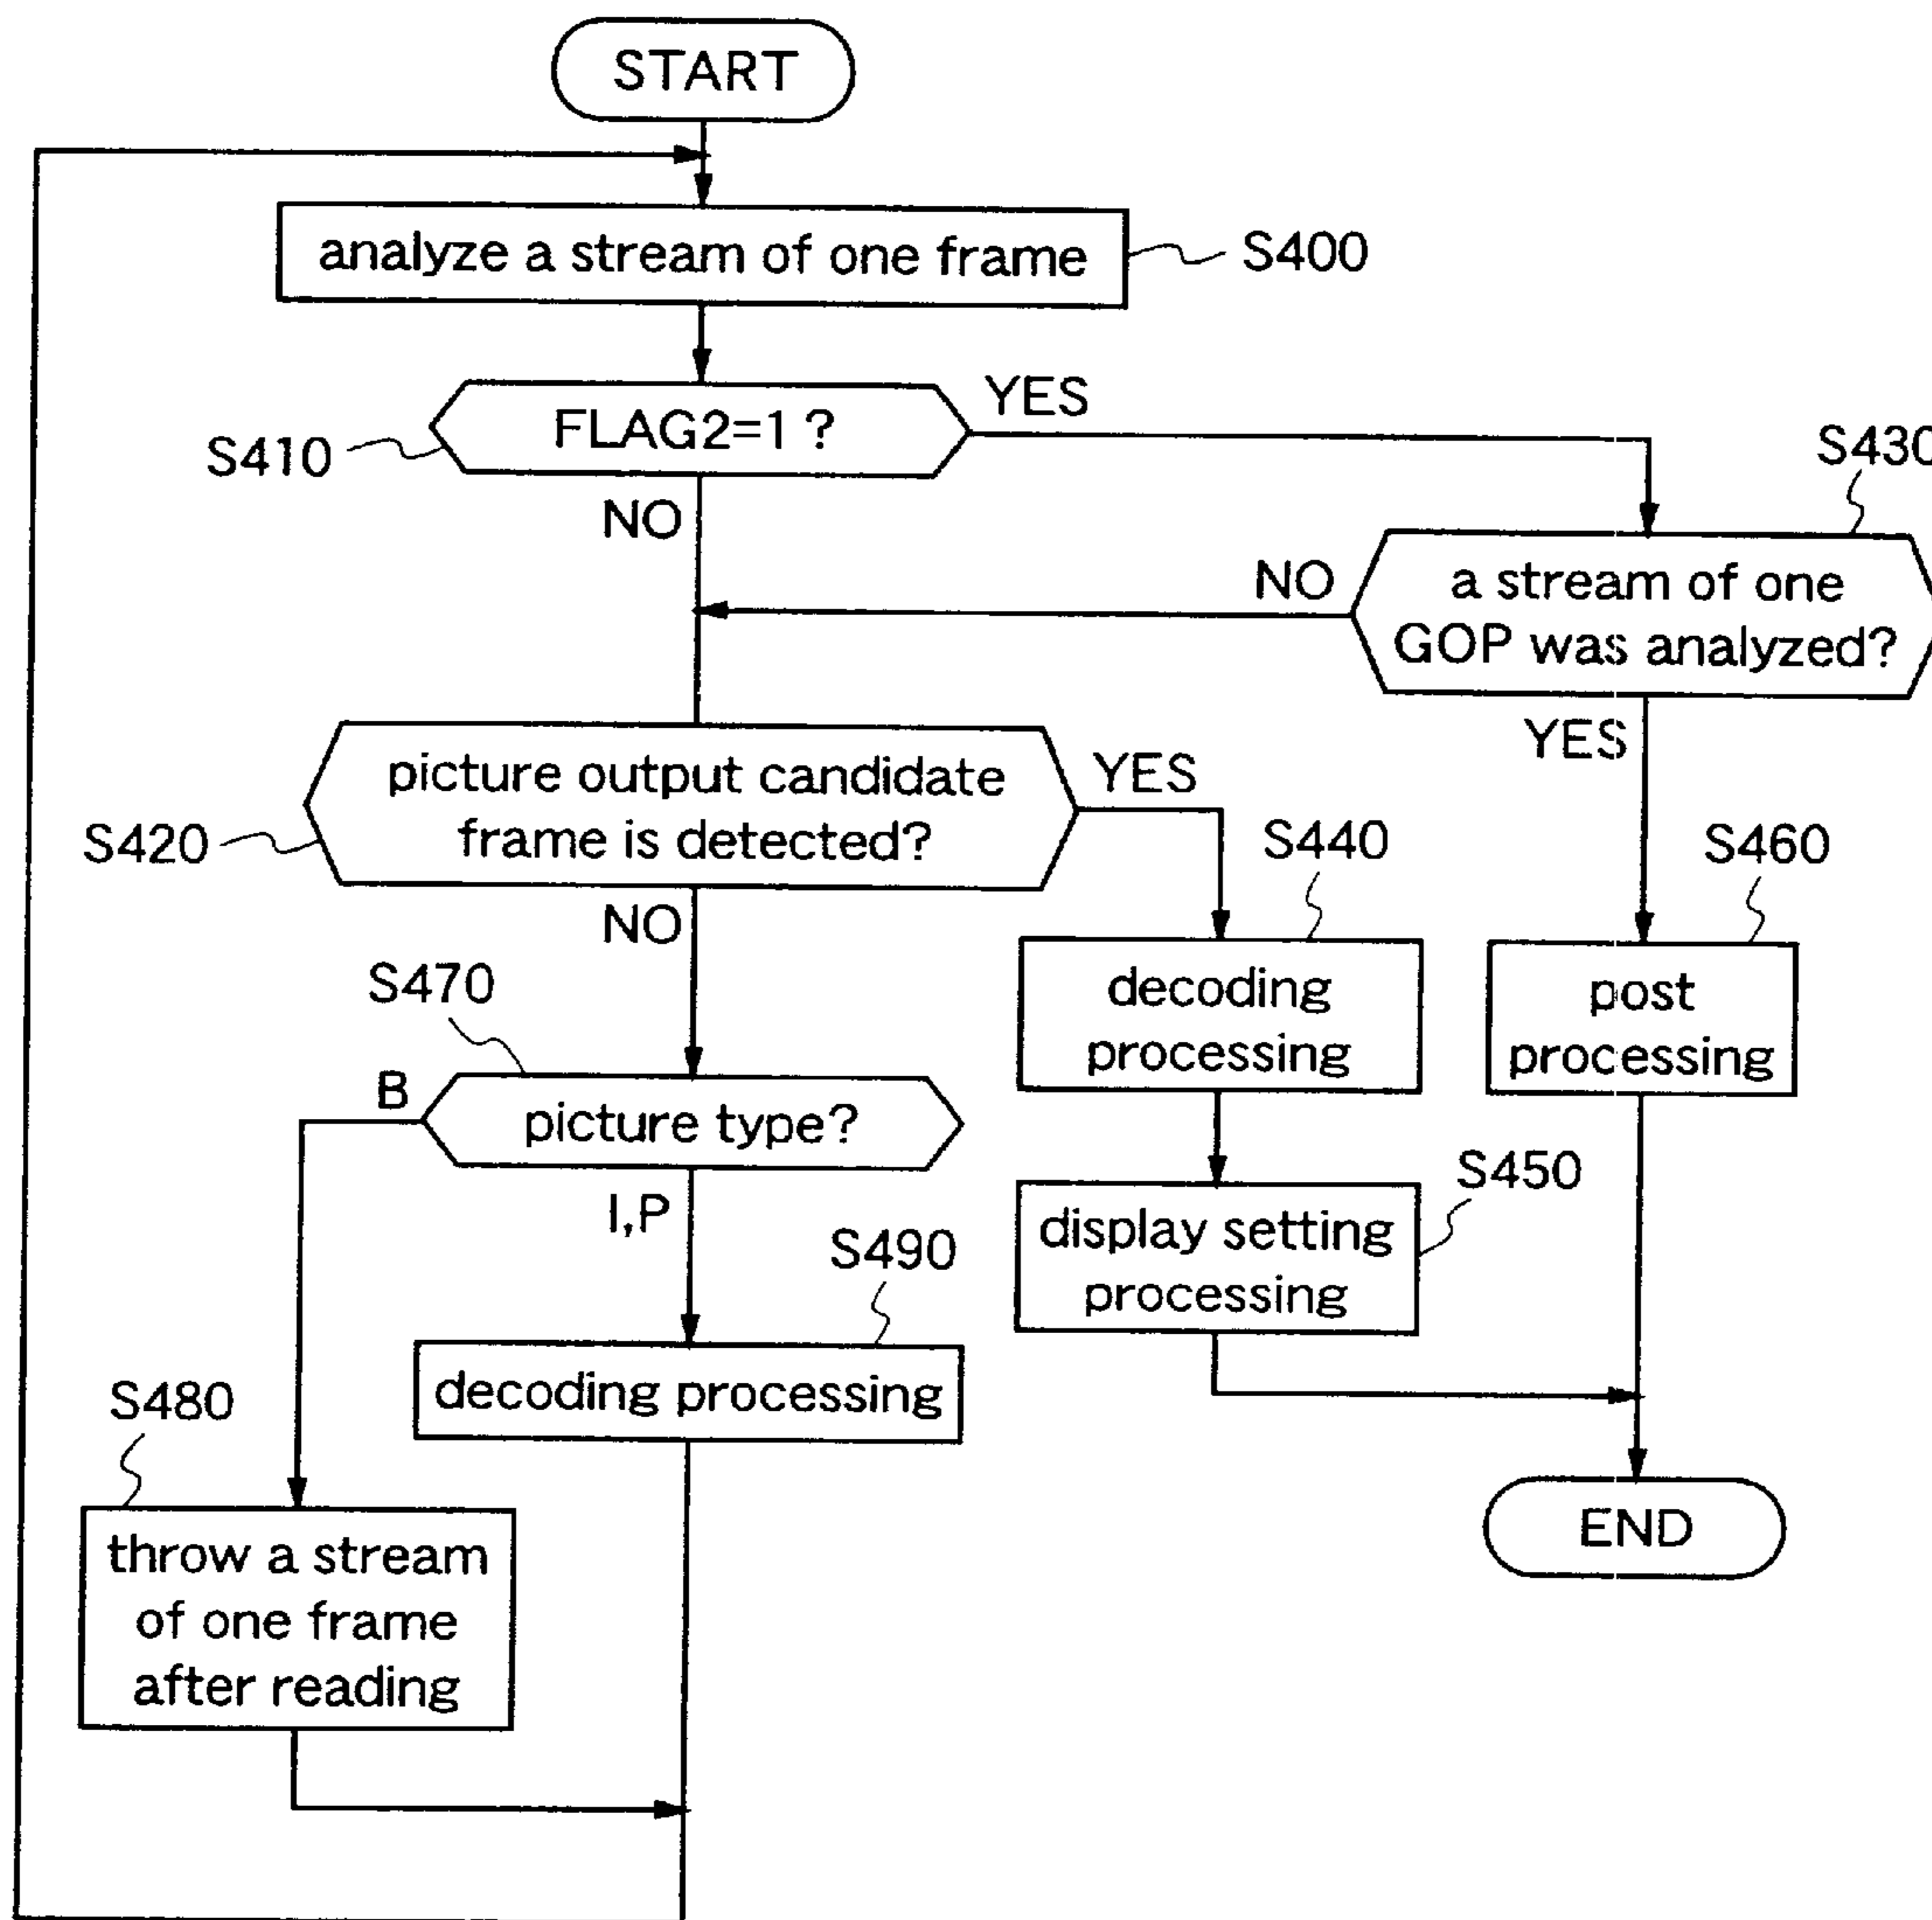 START
analyze a stream of one frame
S400
FLAG2=1 ?
YES
S410
NO
S430
a stream of one
GOP was analyzed?
NO
YES
picture output candidate
frame is detected?
YES
S420
NO
S440
decoding
processing
S460
post
processing
S470
picture type?
B
I,P
S450
display setting
processing
S490
decoding processing
S480
throw a stream
of one frame
after reading
END